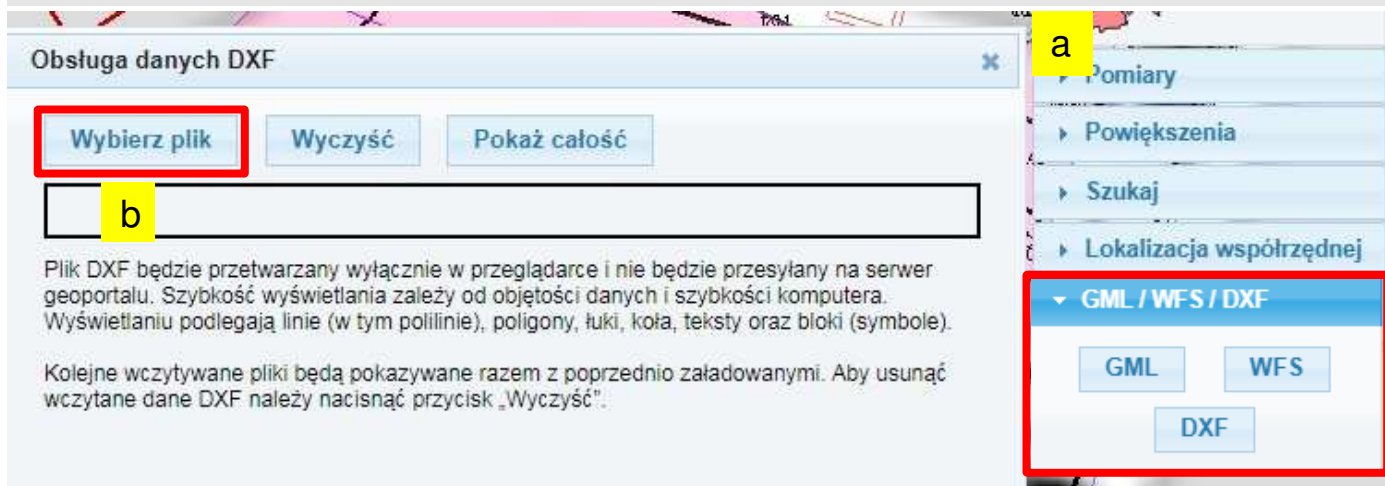 Obsługa danych DXF
Wybierz plik
Wyczyść
Pokaż całość
b
Plik DXF będzie przetwarzany wyłącznie w przeglądarce i nie będzie przesyłany na serwer
geoportalu. Szybkość wyświetlania zależy od objętości danych i szybkości komputera.
Wyświetlaniu podlegają linie (w tym polilinie), poligony, łuki, koła, teksty oraz bloki (symbole).
Kolejne wczytywane pliki będą pokazywane razem z poprzednio załadowanymi. Aby usunąć
wczytane dane DXF należy nacisnąć przycisk „Wyczyść”.
a
Pomiary
Powiększenia
Szukaj
Lokalizacja współrzędnej
GML / WFS / DXF
GML
WFS
DXF